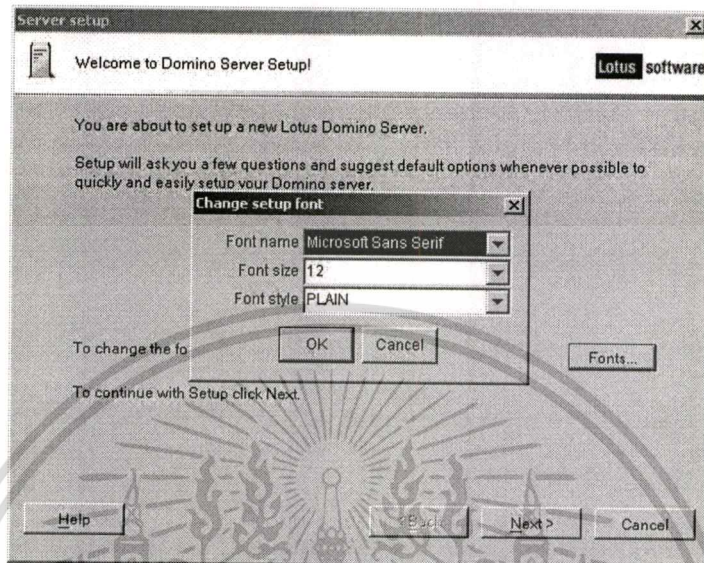 Server setup
Welcome to Domino Server Setup!
Lotus software
You are about to set up a new Lotus Domino Server.
Setup will ask you a few questions and suggest default options whenever possible to
quickly and easily setup your Domino server.
Change setup font
Font name Microsoft Sans Serif
Font size 12
Font style PLAIN
OK Cancel
To change the fo
Fonts...
To continue with Setup click Next.
Help < Back Next > Cancel